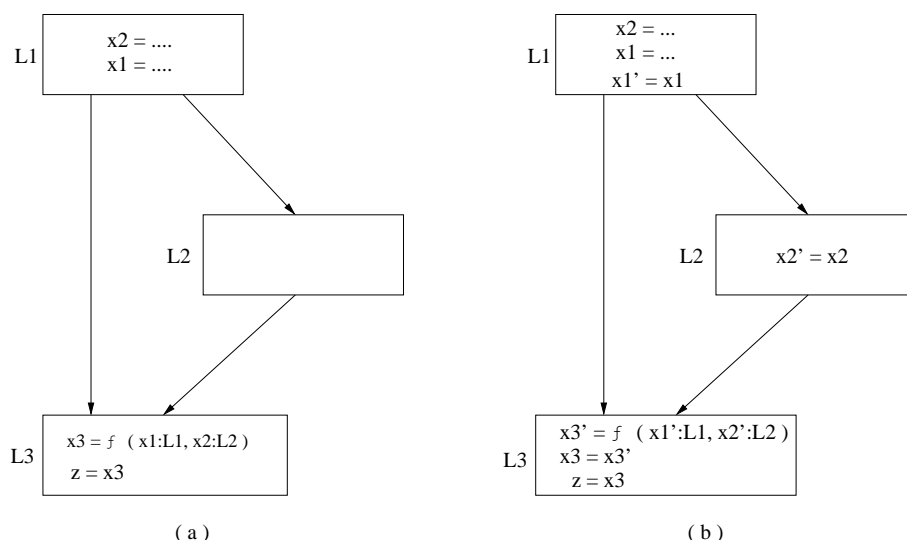 L1
x2 = ....
x1 = ....
L2
L3
x3 = f ( x1:L1, x2:L2 )
z = x3
( a )
L1
x2 = ...
x1 = ...
x1' = x1
L2
x2' = x2
L3
x3' = f ( x1':L1, x2':L2 )
x3 = x3'
z = x3
( b )